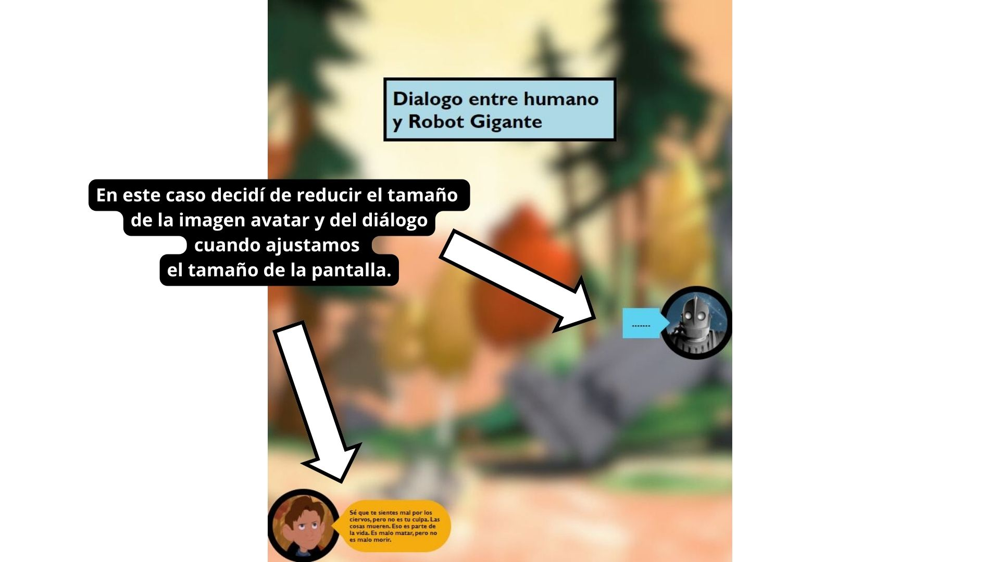 Dialogo entre humano
y Robot Gigante
En este caso decidí de reducir el tamaño
de la imagen avatar y del diálogo
cuando ajustamos
el tamaño de la pantalla.
.......
Sé que te sientes mal por los
ciervos, pero no es tu culpa. Las
cosas mueren. Eso es parte de
la vida. Es malo matar, pero no
es malo morir.